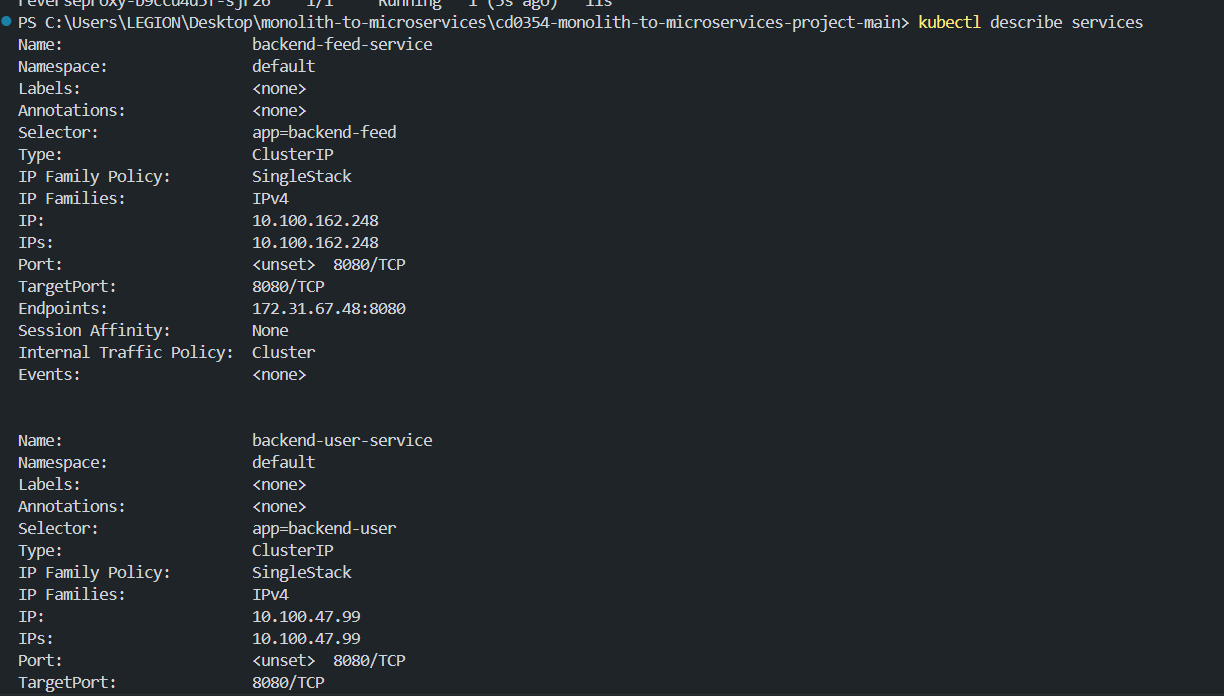 Running 1 (5s ago) 11s
PS C:\Users\LEGION\Desktop\monolith-to-microservices\cd0354-monolith-to-microservices-project-main> kubectl describe services
Name: backend-feed-service
Namespace: default
Labels: <none>
Annotations: <none>
Selector: app=backend-feed
Type: ClusterIP
IP Family Policy: SingleStack
IP Families: IPv4
IP: 10.100.162.248
IPs: 10.100.162.248
Port: <unset> 8080/TCP
TargetPort: 8080/TCP
Endpoints: 172.31.67.48:8080
Session Affinity: None
Internal Traffic Policy: Cluster
Events: <none>
Name: backend-user-service
Namespace: default
Labels: <none>
Annotations: <none>
Selector: app=backend-user
Type: ClusterIP
IP Family Policy: SingleStack
IP Families: IPv4
IP: 10.100.47.99
IPs: 10.100.47.99
Port: <unset> 8080/TCP
TargetPort: 8080/TCP